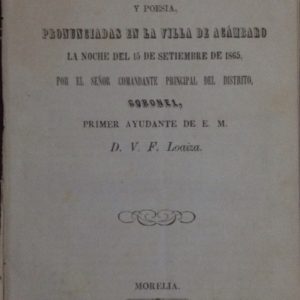 Y POESIA,
PRONUNCIADAS EN LA VILLA DE ACÁMBARO
LA NOCHE DEL 15 DE SETIEMBRE DE 1865,
POR EL SEÑOR COMANDANTE PRINCIPAL DEL DISTRITO,
CORONEL,
PRIMER AYUDANTE DE E. M.
D. V. F. Loaiza.
MORELIA.